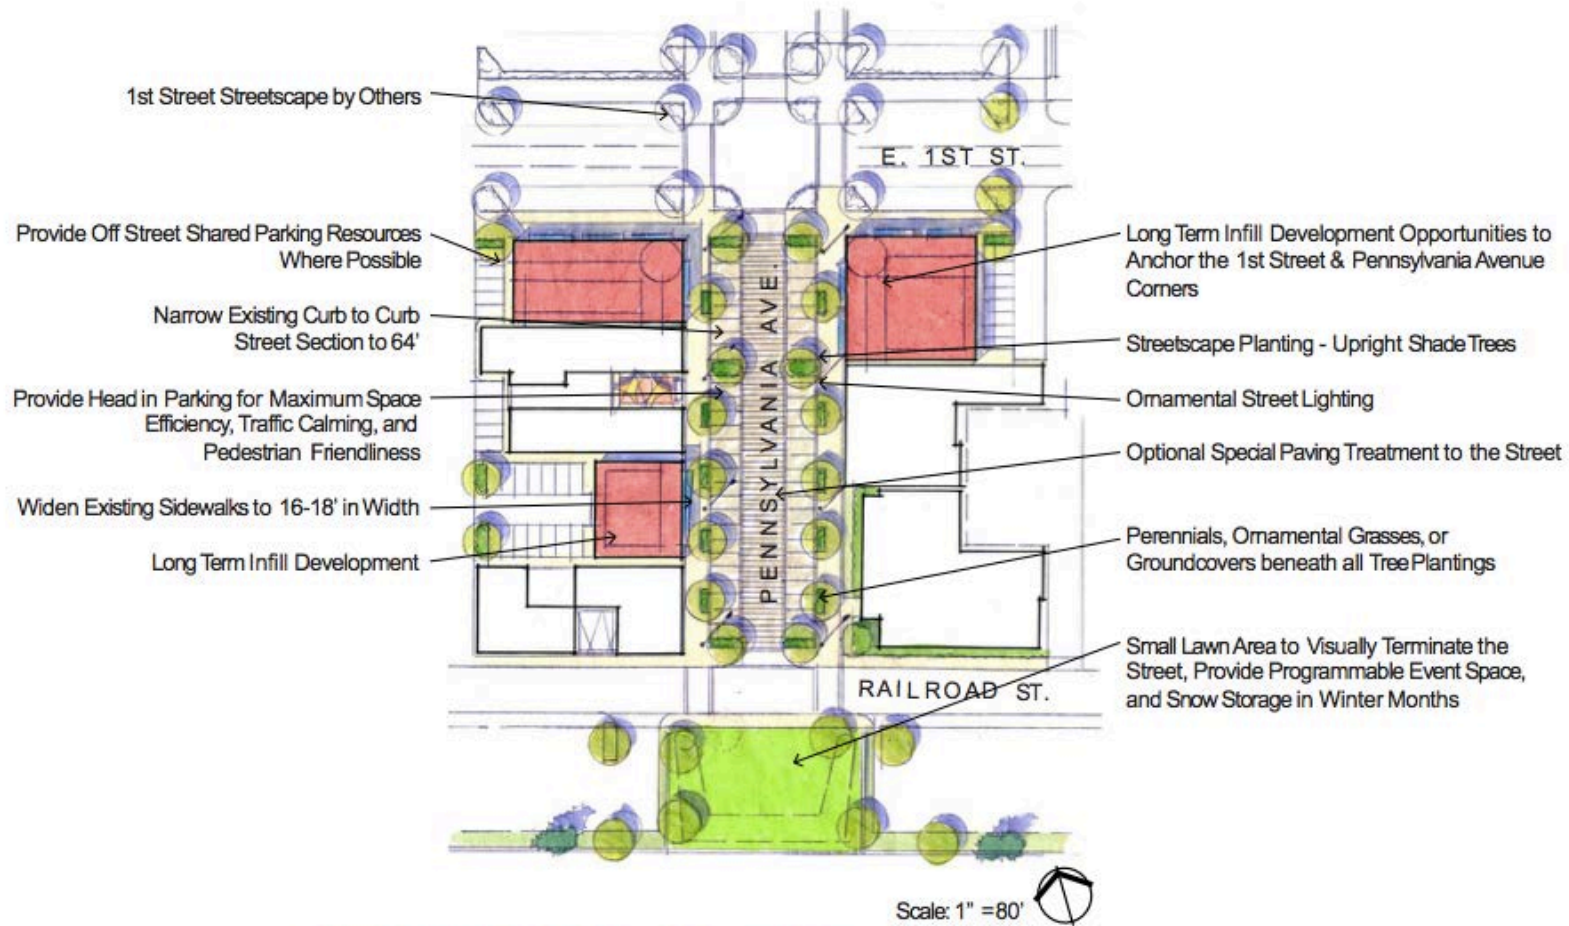 1st Street Streetscape by Others
Provide Off Street Shared Parking Resources
Where Possible
Narrow Existing Curb to Curb
Street Section to 64'
Provide Head in Parking for Maximum Space
Efficiency, Traffic Calming, and
Pedestrian Friendliness
Widen Existing Sidewalks to 16-18' in Width
Long Term Infill Development
E. 1ST ST.
PENNSYLVANIA AVE.
RAILROAD ST.
Long Term Infill Development Opportunities to
Anchor the 1st Street & Pennsylvania Avenue
Corners
Streetscape Planting - Upright Shade Trees
Ornamental Street Lighting
Optional Special Paving Treatment to the Street
Perennials, Ornamental Grasses, or
Groundcovers beneath all Tree Plantings
Small Lawn Area to Visually Terminate the
Street, Provide Programmable Event Space,
and Snow Storage in Winter Months
Scale: 1" =80'